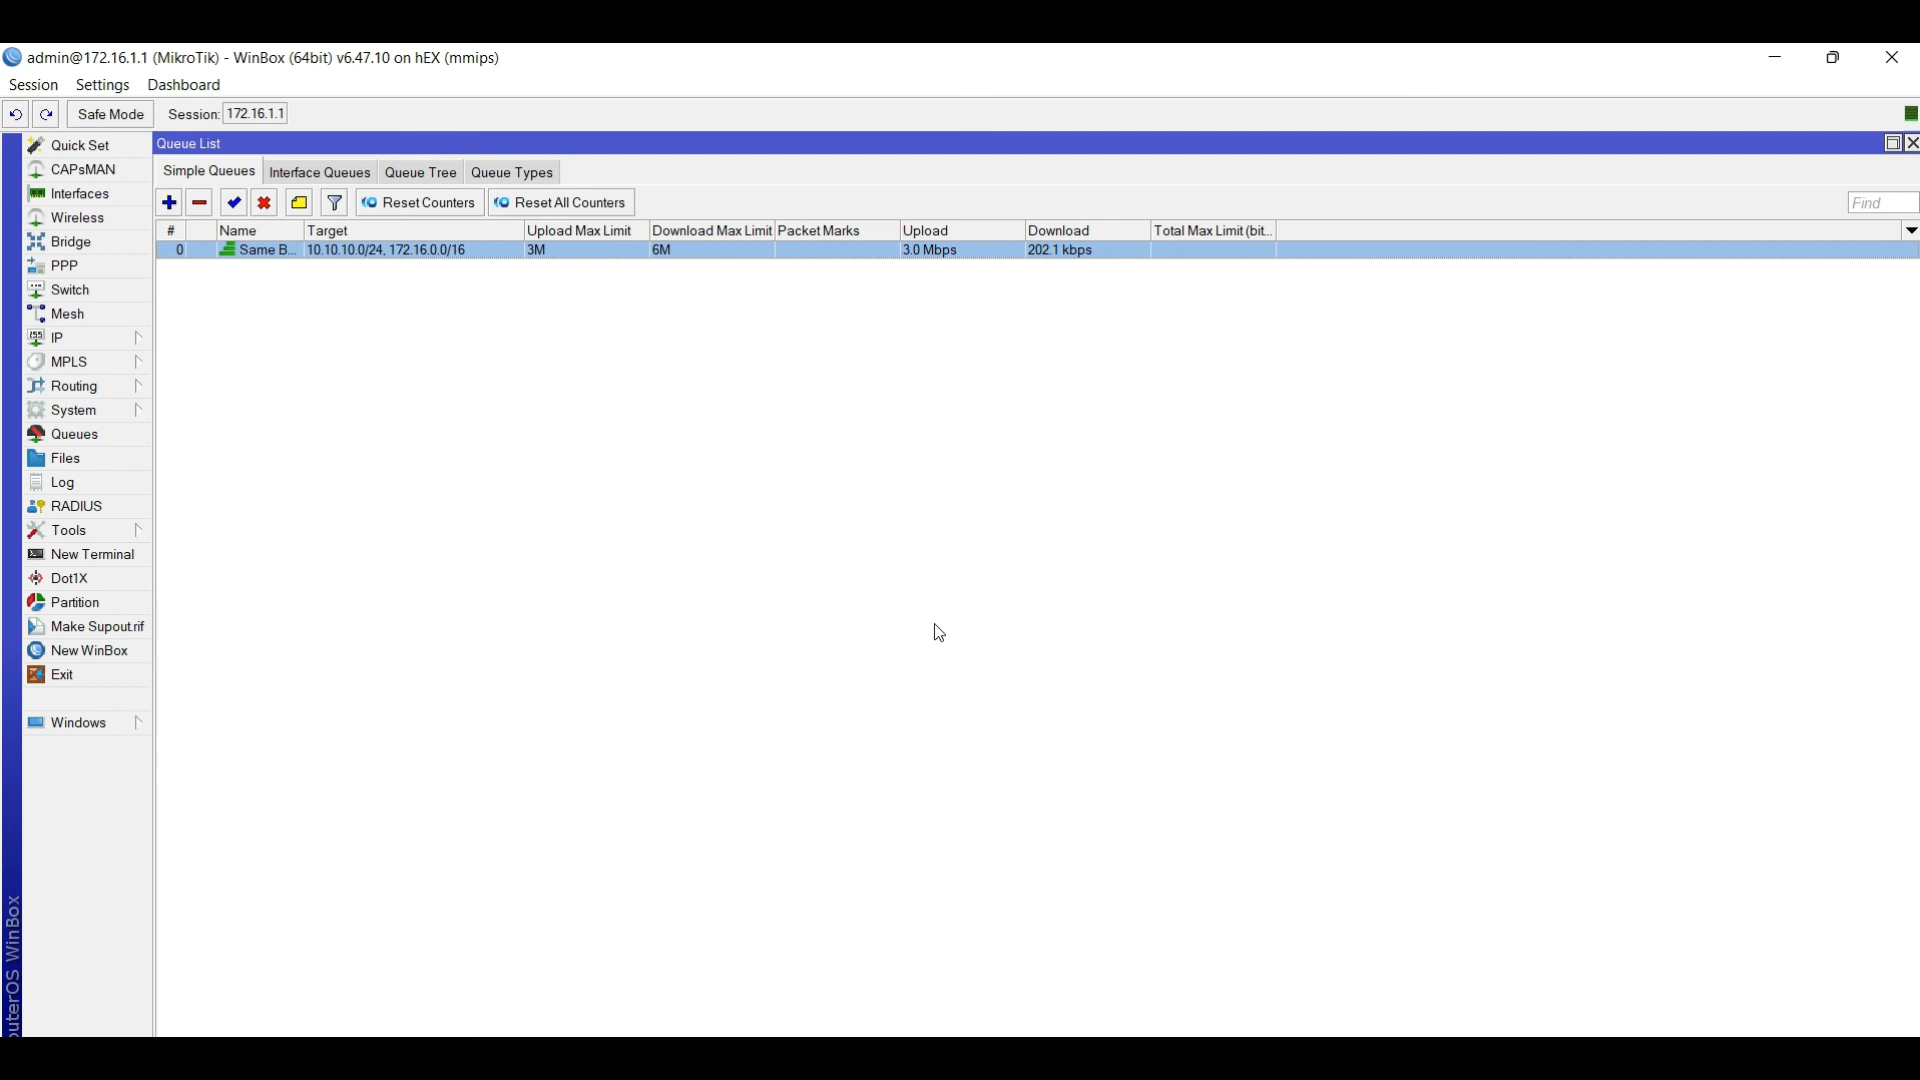 admin@172.16.1.1 (MikroTik) - WinBox (64bit) v6.47.10 on hEX (mmips)
Session Settings Dashboard
Safe Mode Session: 172.16.1.1
Queue List
Simple Queues Interface Queues Queue Tree Queue Types
Reset Counters Reset All Counters Find
# Name Target Upload Max Limit Download Max Limit Packet Marks Upload Download Total Max Limit (bit...
0 Same B... 10.10.10.0/24, 172.16.0.0/16 3M 6M 3.0 Mbps 202.1 kbps
Quick Set
CAPsMAN
Interfaces
Wireless
Bridge
PPP
Switch
Mesh
IP
MPLS
Routing
System
Queues
Files
Log
RADIUS
Tools
New Terminal
Dot1X
Partition
Make Supout.rif
New WinBox
Exit
Windows
outerOS WinBox